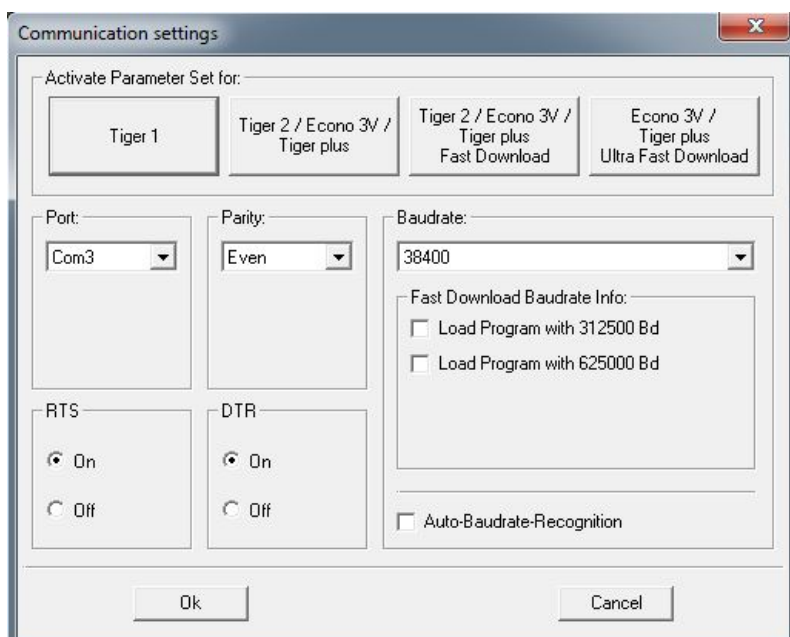 Communication settings
Activate Parameter Set for:
Tiger 1
Tiger 2 / Econo 3V /
Tiger plus
Tiger 2 / Econo 3V /
Tiger plus
Fast Download
Econo 3V /
Tiger plus
Ultra Fast Download
Port:
Com3
Parity:
Even
Baudrate:
38400
Fast Download Baudrate Info:
Load Program with 312500 Bd
Load Program with 625000 Bd
RTS
On
Off
DTR
On
Off
Auto-Baudrate-Recognition
Ok
Cancel